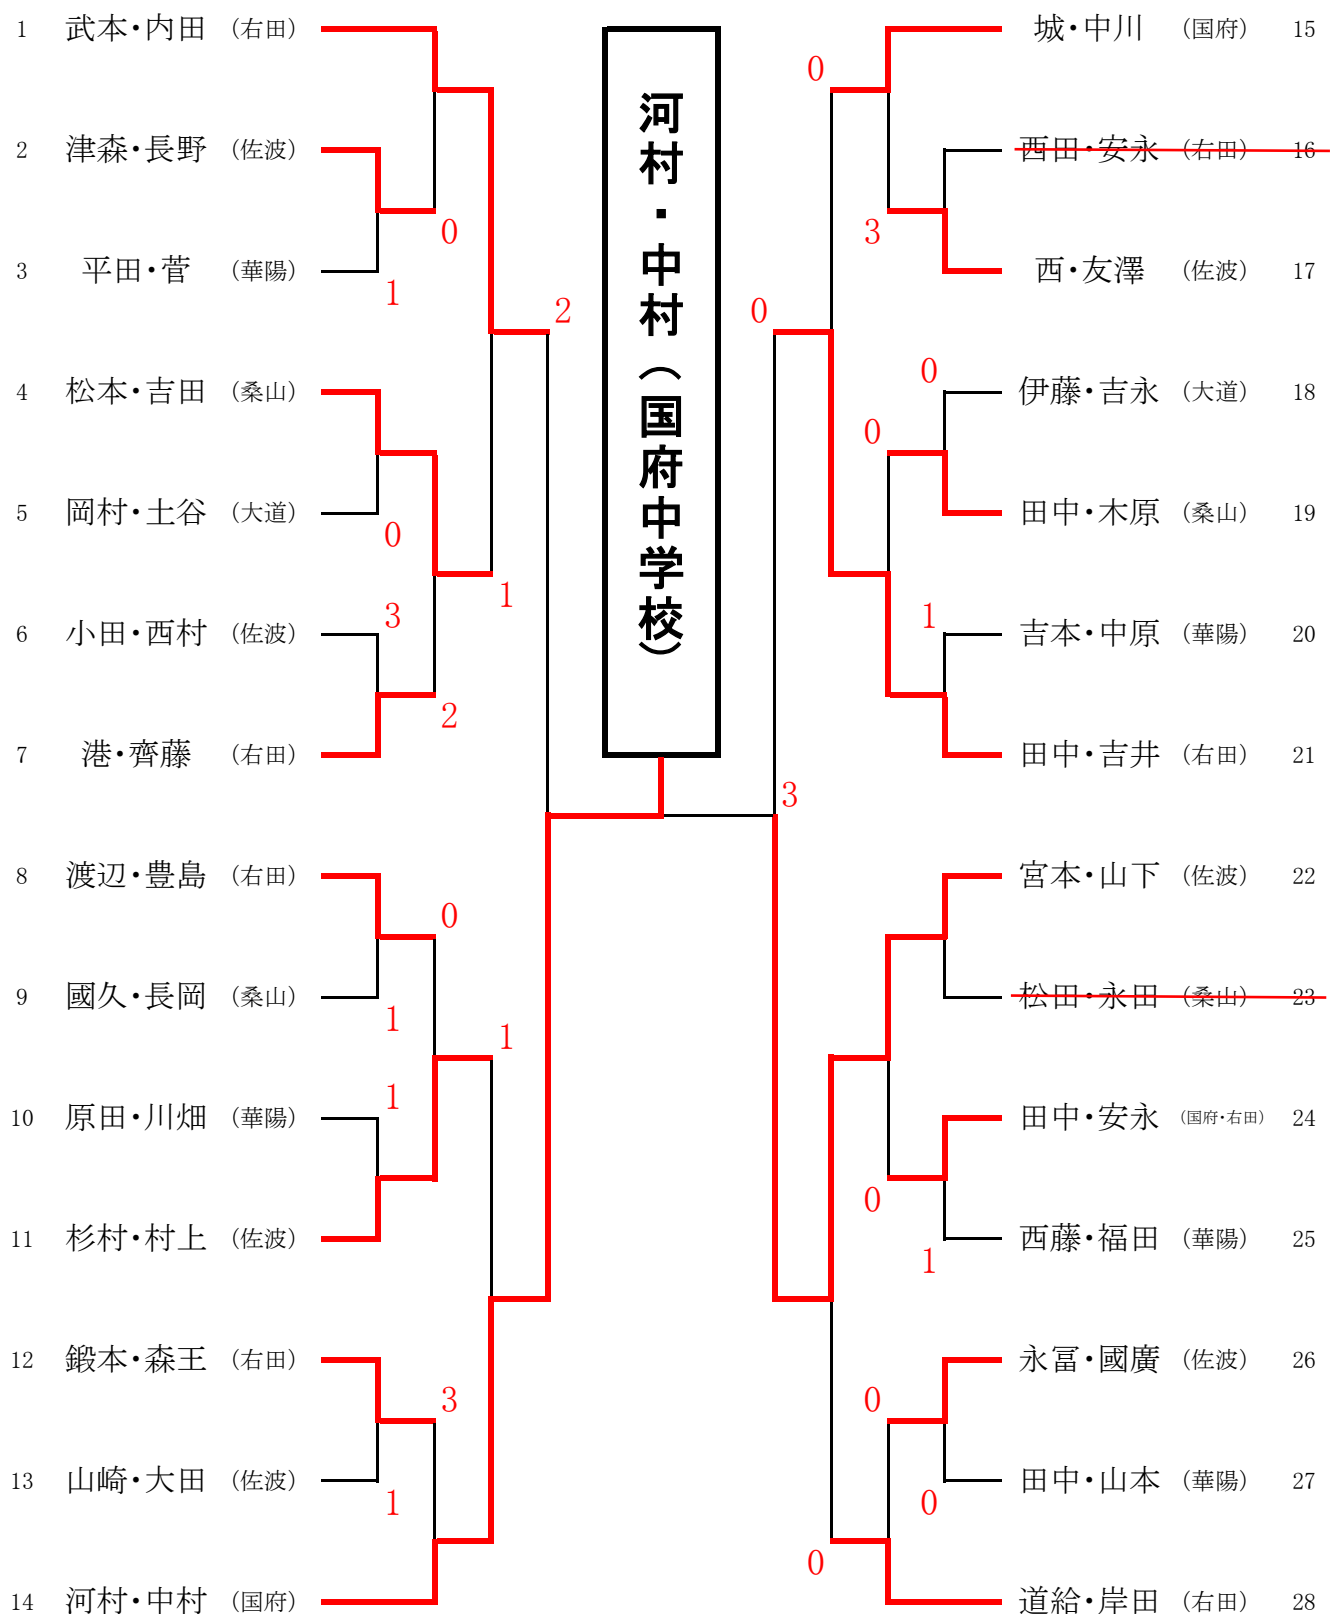 1 武本・内田 （右田）
2 津森・長野 （佐波）
0
3 平田・菅 （華陽）
1
2
4 松本・吉田 （桑山）
5 岡村・土谷 （大道）
0
1
3
6 小田・西村 （佐波）
2
7 港・齊藤 （右田）
8 渡辺・豊島 （右田）
0
9 國久・長岡 （桑山）
1
1
1
10 原田・川畑 （華陽）
11 杉村・村上 （佐波）
12 鍛本・森王 （右田）
3
13 山崎・大田 （佐波）
1
14 河村・中村 （国府）
河村・中村（国府中学校）
城・中川 （国府） 15
0
西田・安永 （右田） 16
3
西・友澤 （佐波） 17
0
0
伊藤・吉永 （大道） 18
0
田中・木原 （桑山） 19
1
吉本・中原 （華陽） 20
田中・吉井 （右田） 21
3
宮本・山下 （佐波） 22
松田・永田 （桑山） 23
田中・安永 （国府・右田） 24
0
西藤・福田 （華陽） 25
1
永冨・國廣 （佐波） 26
0
田中・山本 （華陽） 27
0
0
道給・岸田 （右田） 28